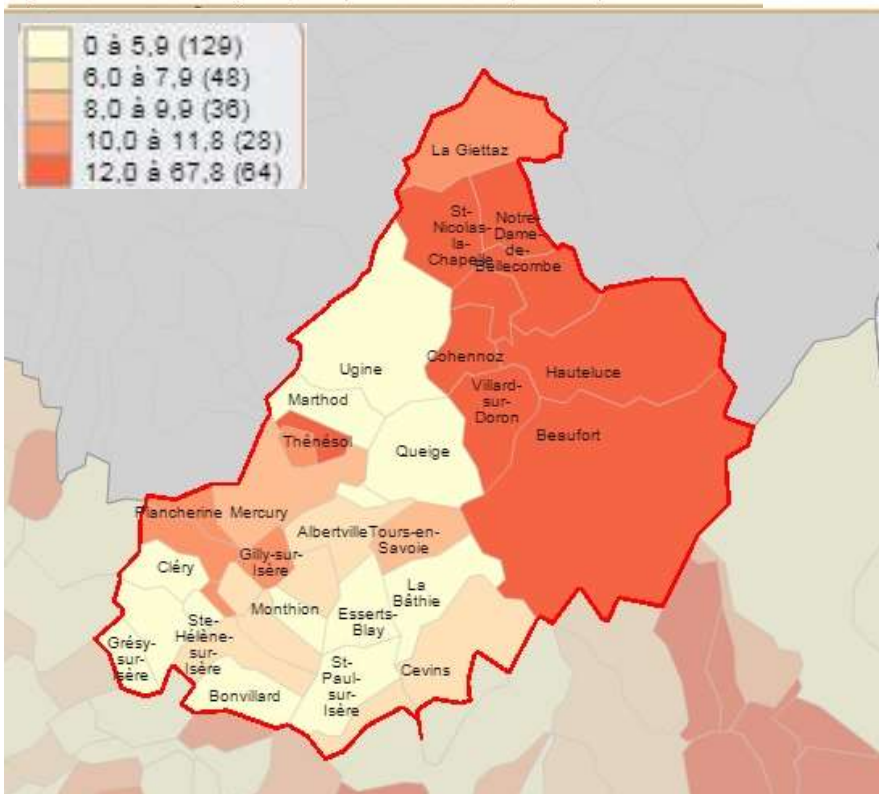 0 à 5,9 (129)
6,0 à 7,9 (48)
8,0 à 9,9 (36)
10,0 à 11,8 (28)
12,0 à 67,8 (64)
La Giettaz
St-
Nicolas-
la-
Chapelle
Notre-
Dame-
de-
Bellecombe
Ugine
Cohennoz
Hauteluce
Marthod
Villard-
sur-
Doron
Thénésol
Queige
Beaufort
Plancherine
Mercury
Albertville
Tours-en-
Savoie
Gilly-sur-
Isère
Cléry
La
Bâthie
Monthion
Esserts-
Blay
Ste-
Hélène-
sur-
Isère
Grésy-
sur-
Isère
St-
Paul-
sur-
Isère
Cevins
Bonvillard